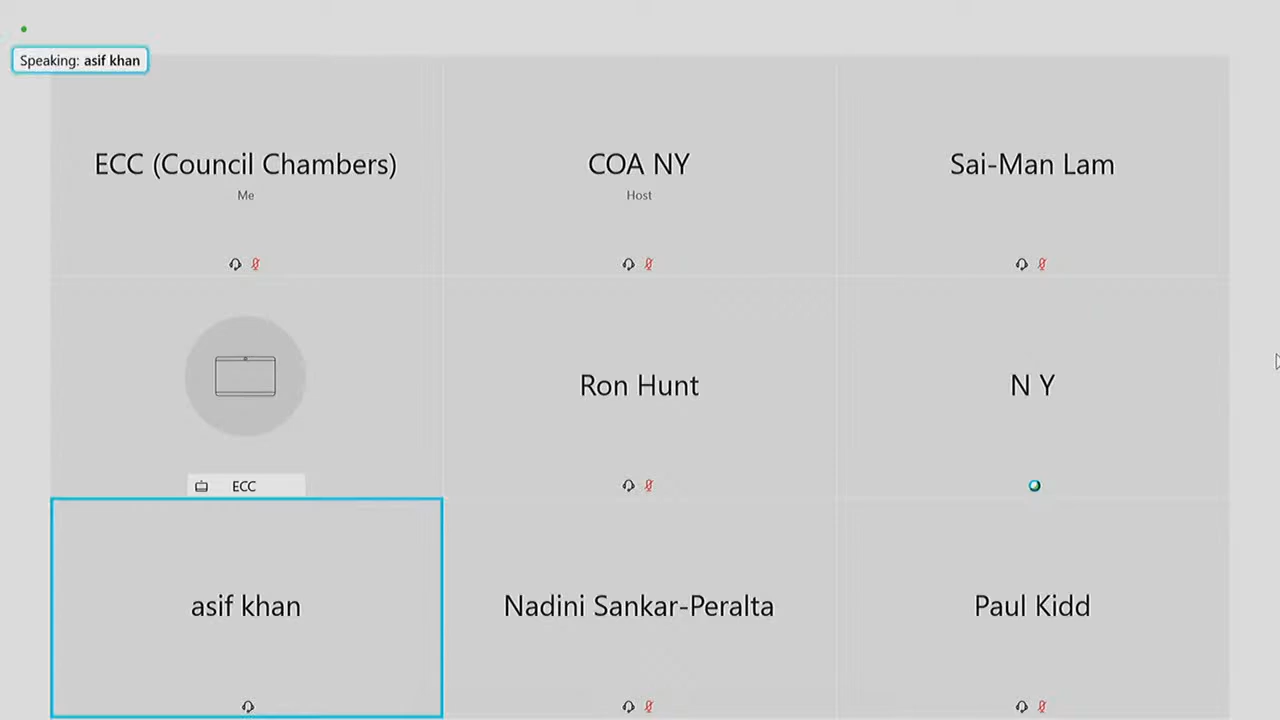 Speaking: asif khan
ECC (Council Chambers)
Me
COA NY
Host
Sai-Man Lam
ECC
Ron Hunt
N Y
asif khan
Nadini Sankar-Peralta
Paul Kidd